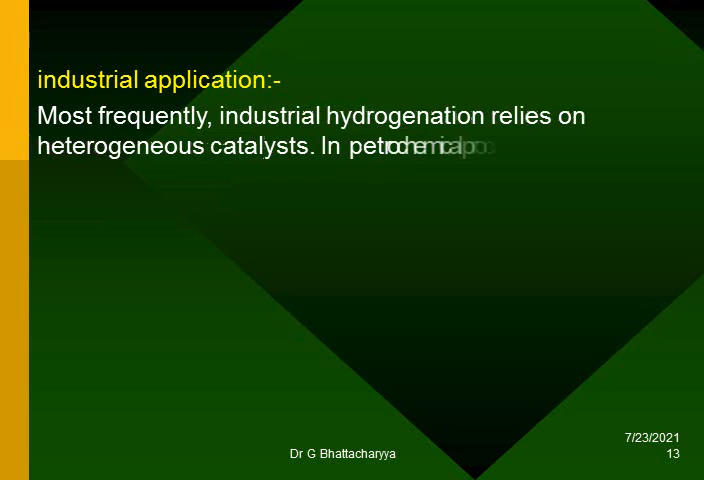 industrial application:-
Most frequently, industrial hydrogenation relies on
heterogeneous catalysts. In petrochemical
7/23/2021
Dr G Bhattacharyya 13